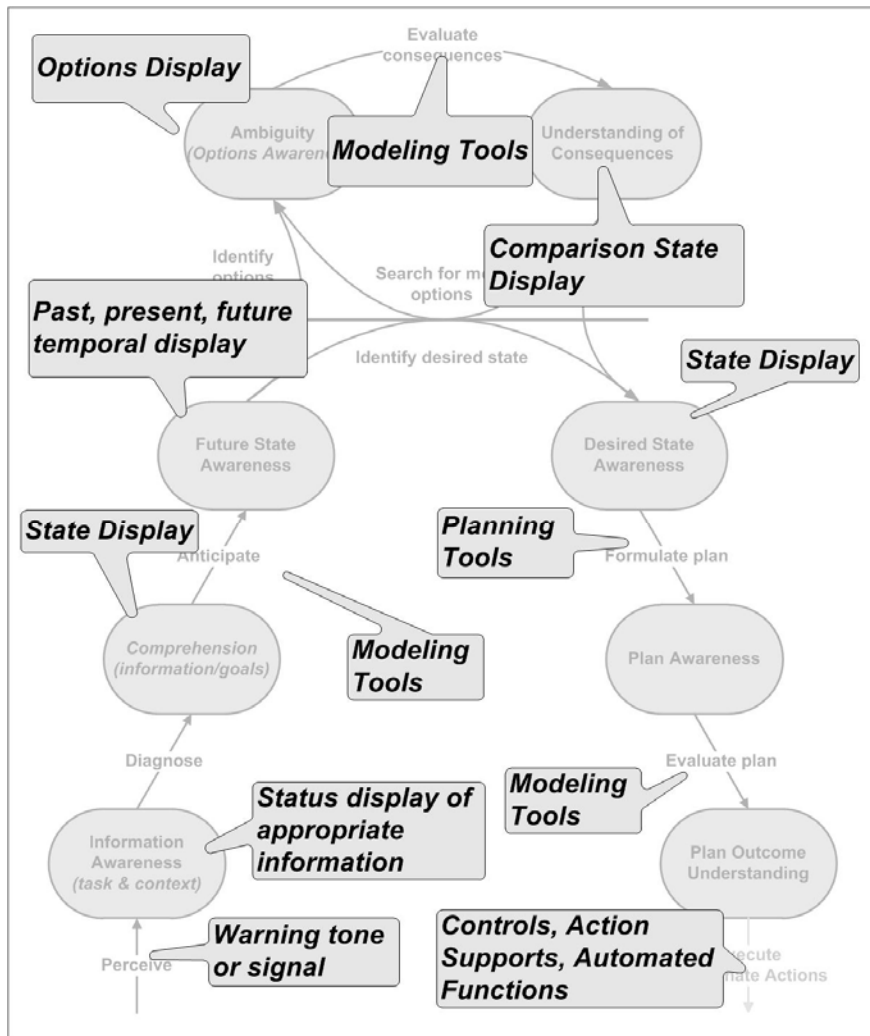 Evaluate
consequences
Options Display
Ambiguity
(Options Awaren
Modeling Tools
Understanding of
Consequences
Identify
options
Search for mo
options
Comparison State
Display
Past, present, future
temporal display
Identify desired state
State Display
Future State
Awareness
Desired State
Awareness
State Display
Anticipate
Planning
Tools
Formulate plan
Comprehension
(information/goals)
Modeling
Tools
Plan Awareness
Diagnose
Evaluate plan
Modeling
Tools
Status display of
appropriate
information
Information
Awareness
(task & context)
Plan Outcome
Understanding
Warning tone
or signal
Perceive
Controls, Action
Supports, Automated
Functions
ecute
nate Actions